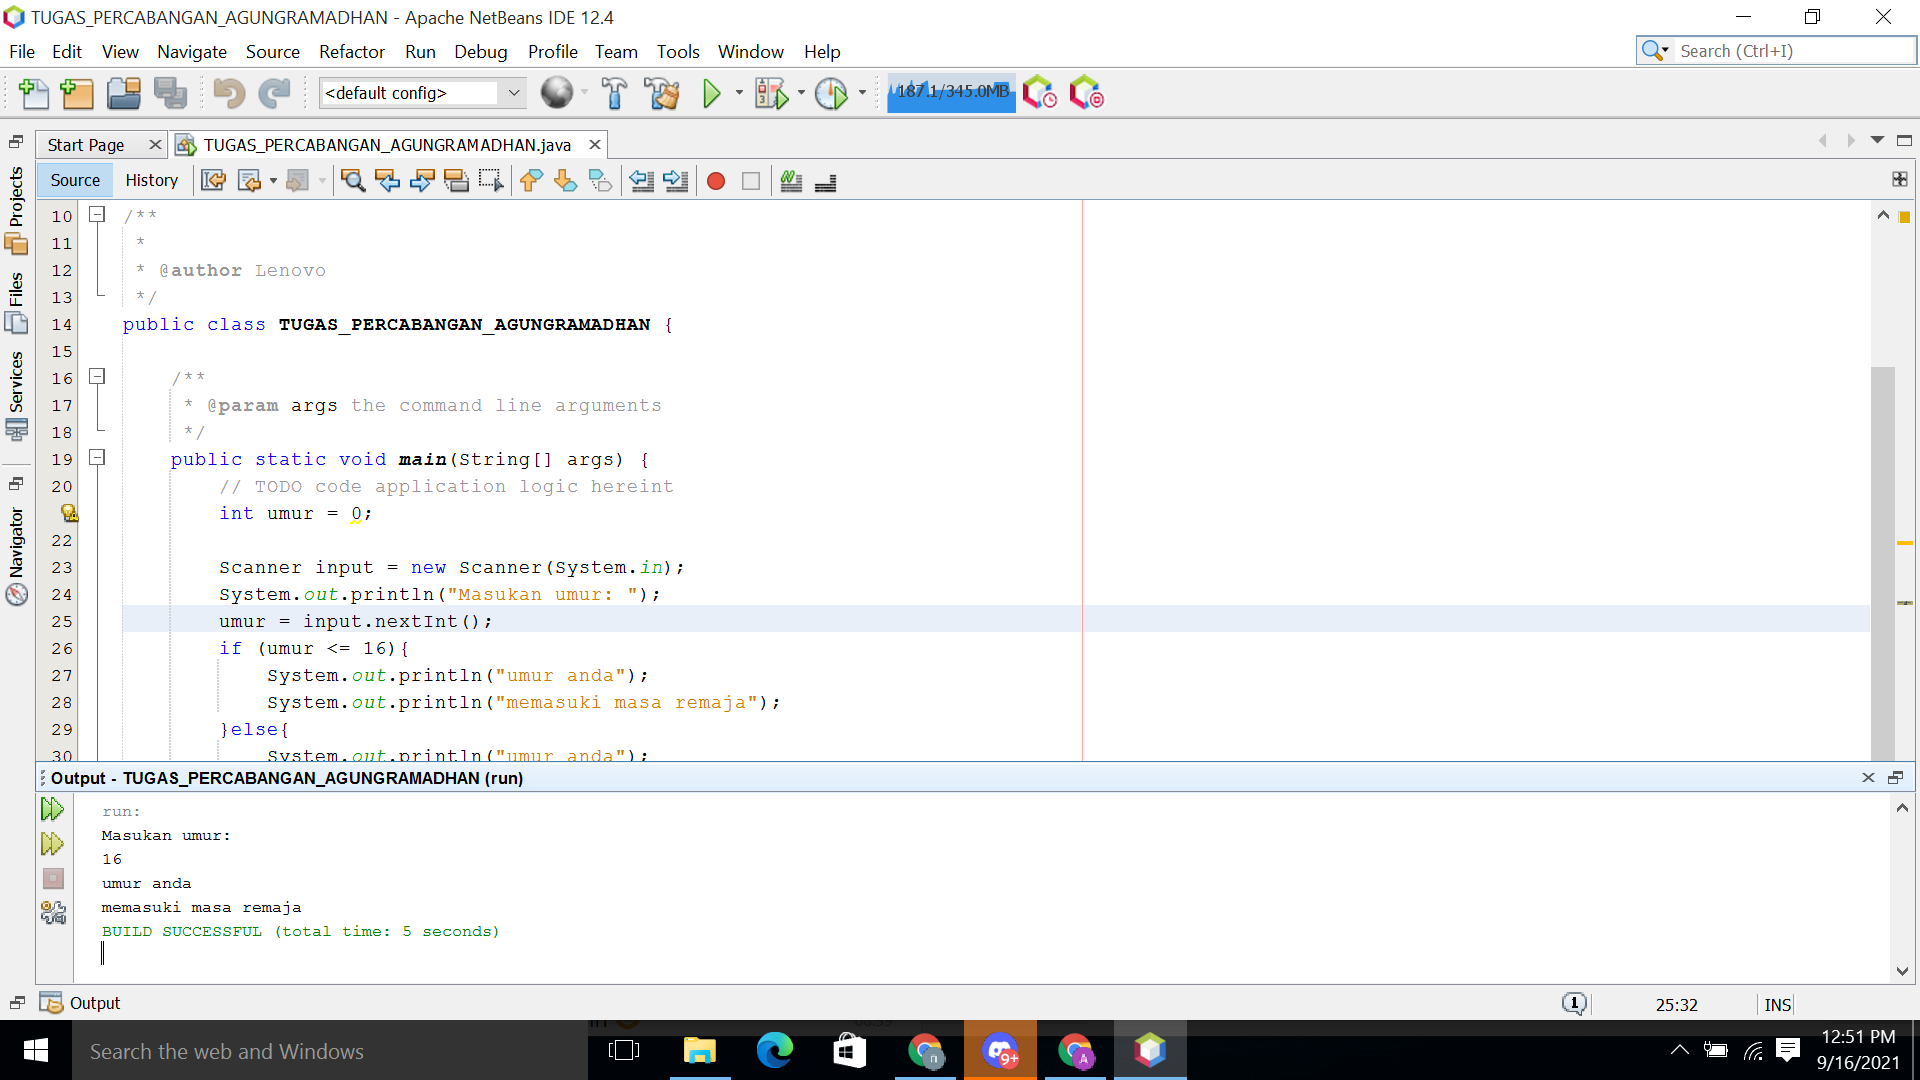 TUGAS_PERCABANGAN_AGUNGRAMADHAN - Apache NetBeans IDE 12.4
File Edit View Navigate Source Refactor Run Debug Profile Team Tools Window Help
Search (Ctrl+I)
<default config>
187.1/345.0MB
Start Page
TUGAS_PERCABANGAN_AGUNGRAMADHAN.java
Source History
Projects
Files
Services
Navigator
10 /**
11 *
12 * @author Lenovo
13 */
14 public class TUGAS_PERCABANGAN_AGUNGRAMADHAN {
15
16 /**
17 * @param args the command line arguments
18 */
19 public static void main(String[] args) {
20 // TODO code application logic hereint
int umur = 0;
22
23 Scanner input = new Scanner(System.in);
24 System.out.println("Masukan umur: ");
25 umur = input.nextInt();
26 if (umur <= 16){
27 System.out.println("umur anda");
28 System.out.println("memasuki masa remaja");
29 }else{
30 System.out.println("umur anda");
Output - TUGAS_PERCABANGAN_AGUNGRAMADHAN (run)
run:
Masukan umur:
16
umur anda
memasuki masa remaja
BUILD SUCCESSFUL (total time: 5 seconds)
Output
1
25:32
INS
Search the web and Windows
n
9+
A
12:51 PM
9/16/2021